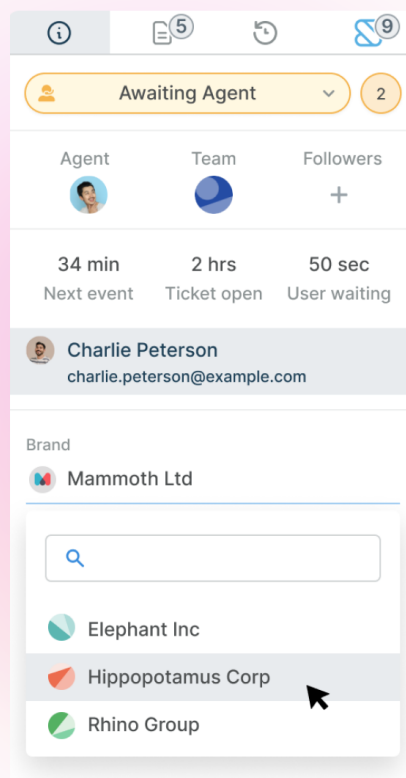 5
9
Awaiting Agent
2
Agent Team Followers
34 min 2 hrs 50 sec
Next event Ticket open User waiting
Charlie Peterson
charlie.peterson@example.com
Brand
Mammoth Ltd
Elephant Inc
Hippopotamus Corp
Rhino Group